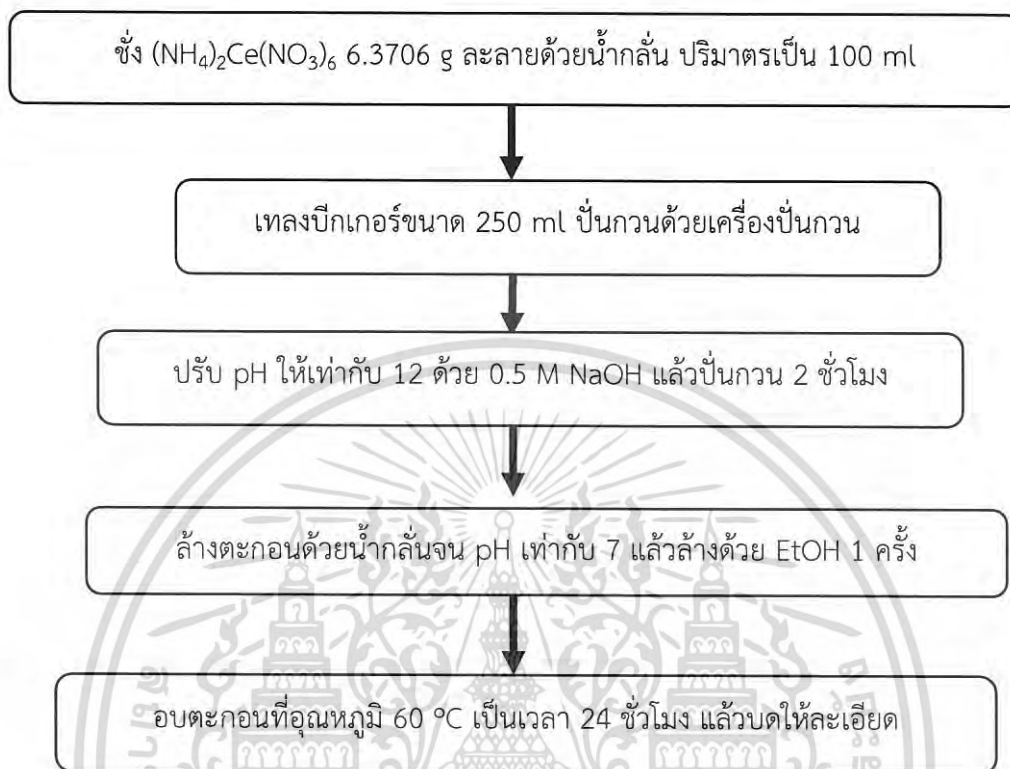 ชั่ง (NH₄)₂Ce(NO₃)₆ 6.3706 g ละลายด้วยน้ำกลั่น ปริมาตรเป็น 100 ml
เทลงบีกเกอร์ขนาด 250 ml ปั่นกวนด้วยเครื่องปั่นกวน
ปรับ pH ให้เท่ากับ 12 ด้วย 0.5 M NaOH แล้วปั่นกวน 2 ชั่วโมง
ล้างตะกอนด้วยน้ำกลั่นจน pH เท่ากับ 7 แล้วล้างด้วย EtOH 1 ครั้ง
อบตะกอนที่อุณหภูมิ 60 °C เป็นเวลา 24 ชั่วโมง แล้วบดให้ละเอียด